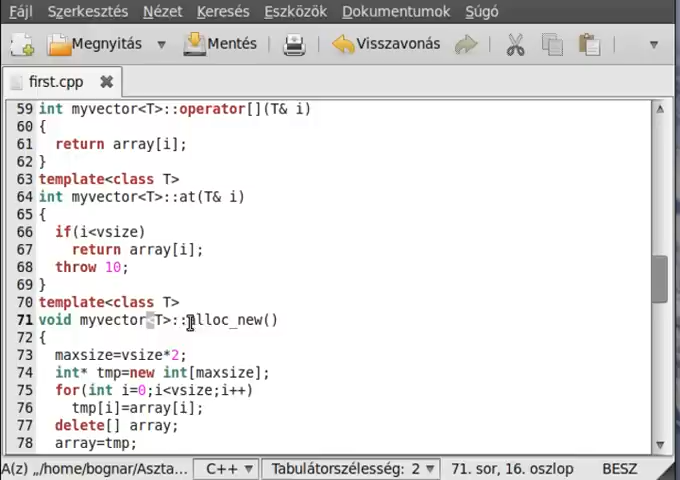 Fájl Szerkesztés Nézet Keresés Eszközök Dokumentumok Súgó
Megnyitás Mentés Visszavonás
first.cpp
59 int myvector<T>::operator[](T& i)
60 {
61 return array[i];
62 }
63 template<class T>
64 int myvector<T>::at(T& i)
65 {
66 if(i<vsize)
67 return array[i];
68 throw 10;
69 }
70 template<class T>
71 void myvector<T>::alloc_new()
72 {
73 maxsize=vsize*2;
74 int* tmp=new int[maxsize];
75 for(int i=0;i<vsize;i++)
76 tmp[i]=array[i];
77 delete[] array;
78 array=tmp;
A(z) „/home/bognar/Aszta... C++ Tabulátorszélesség: 2 71. sor, 16. oszlop BESZ